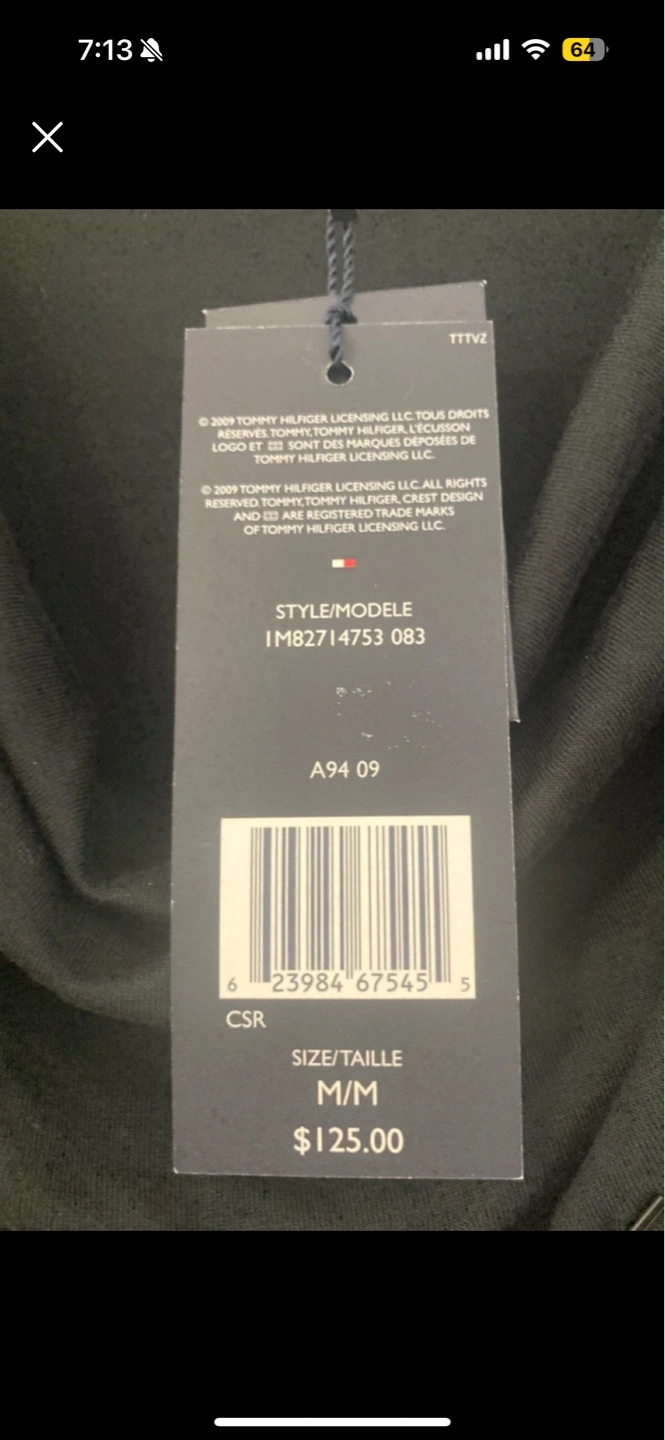 7:13
64
TTTVZ
© 2009 TOMMY HILFIGER LICENSING LLC. TOUS DROITS
RÉSERVÉS. TOMMY, TOMMY HILFIGER, L'ÉCUSSON
LOGO ET SONT DES MARQUES DÉPOSÉES DE
TOMMY HILFIGER LICENSING LLC.
© 2009 TOMMY HILFIGER LICENSING LLC. ALL RIGHTS
RESERVED. TOMMY, TOMMY HILFIGER, CREST DESIGN
AND ARE REGISTERED TRADE MARKS
OF TOMMY HILFIGER LICENSING LLC.
STYLE/MODELE
1M82714753 083
A94 09
6 23984 67545 5
CSR
SIZE/TAILLE
M/M
$125.00